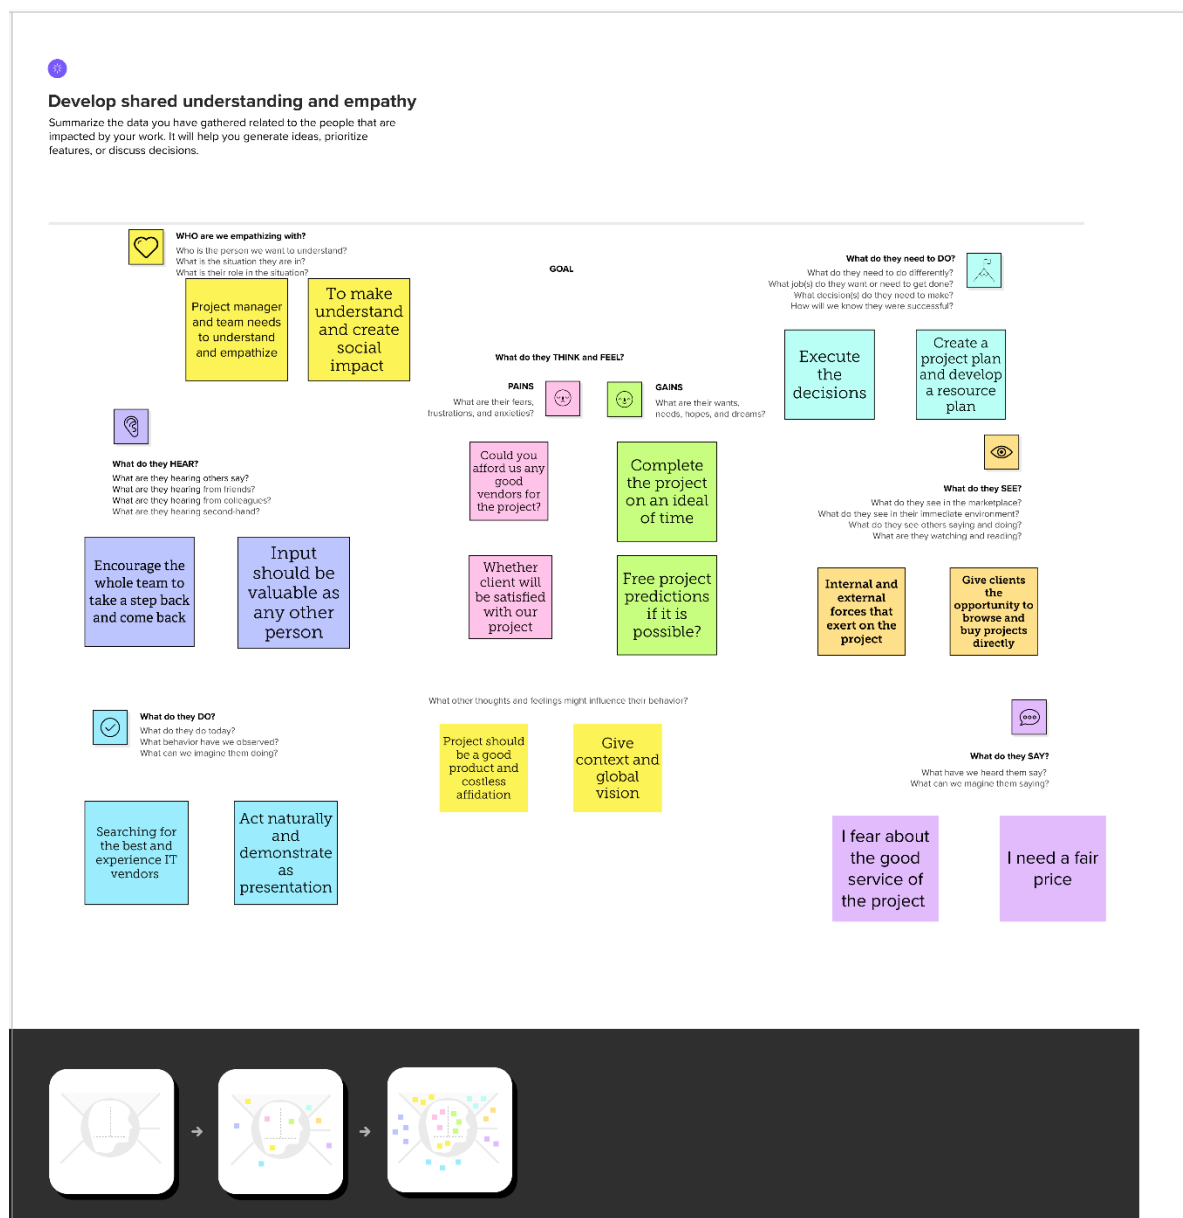 Develop shared understanding and empathy
Summarize the data you have gathered related to the people that are
impacted by your work. It will help you generate ideas, prioritize
features, or discuss decisions.
WHO are we empathizing with?
Who is the person we want to understand?
What is the situation they are in?
What is their role in the situation?
Project manager
and team needs
to understand
and empathize
To make
understand
and create
social
impact
GOAL
What do they need to DO?
What do they need to do differently?
What job(s) do they want or need to get done?
What decision(s) do they need to make?
How will we know they were successful?
Execute
the
decisions
Create a
project plan
and develop
a resource
plan
What do they THINK and FEEL?
PAINS
What are their fears,
frustrations, and anxieties?
GAINS
What are their wants,
needs, hopes, and dreams?
Could you
afford us any
good
vendors for
the project?
Complete
the project
on an ideal
of time
Whether
client will
be satisfied
with our
project
Free project
predictions
if it is
possible?
What do they HEAR?
What are they hearing others say?
What are they hearing from friends?
What are they hearing from colleagues?
What are they hearing second-hand?
Encourage the
whole team to
take a step back
and come back
Input
should be
valuable as
any other
person
What do they SEE?
What do they see in the marketplace?
What do they see in their immediate environment?
What do they see others saying and doing?
What are they watching and reading?
Internal and
external
forces that
exert on the
project
Give clients
the
opportunity to
browse and
buy projects
directly
What do they DO?
What do they do today?
What behavior have we observed?
What can we imagine them doing?
Searching for
the best and
experience IT
vendors
Act naturally
and
demonstrate
as
presentation
What other thoughts and feelings might influence their behavior?
Project should
be a good
product and
costless
affidation
Give
context and
global
vision
What do they SAY?
What have we heard them say?
What can we magine them saying?
I fear about
the good
service of
the project
I need a fair
price